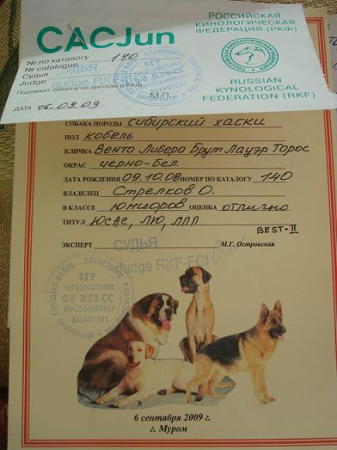 CACJun
РОССИЙСКАЯ
КИНОЛОГИЧЕСКАЯ
ФЕДЕРАЦИЯ (РКФ)
№ по каталогу 140
№ catalogue
Судья
Judge
RUSSIAN
KYNOLOGICAL
FEDERATION (RKF)
М.П.
ДАТА 06.09.09
СОБАКА ПОРОДЫ сибирский хаски
ПОЛ кобель
КЛИЧКА Венто Либеро Брут Лауэр Торос
ОКРАС черно-бел.
ДАТА РОЖДЕНИЯ 09.10.08 НОМЕР ПО КАТАЛОГУ 140
ВЛАДЕЛЕЦ Стрелков О.
В КЛАССЕ юниоров ОЦЕНКА отлично
ТИТУЛ ЮСАС, ЛЮ, ЛПП
BEST-II
ЭКСПЕРТ СУДЬЯ М.Г. Островская
Judge RKF-FCI
6 сентября 2009 г.
г. Муром